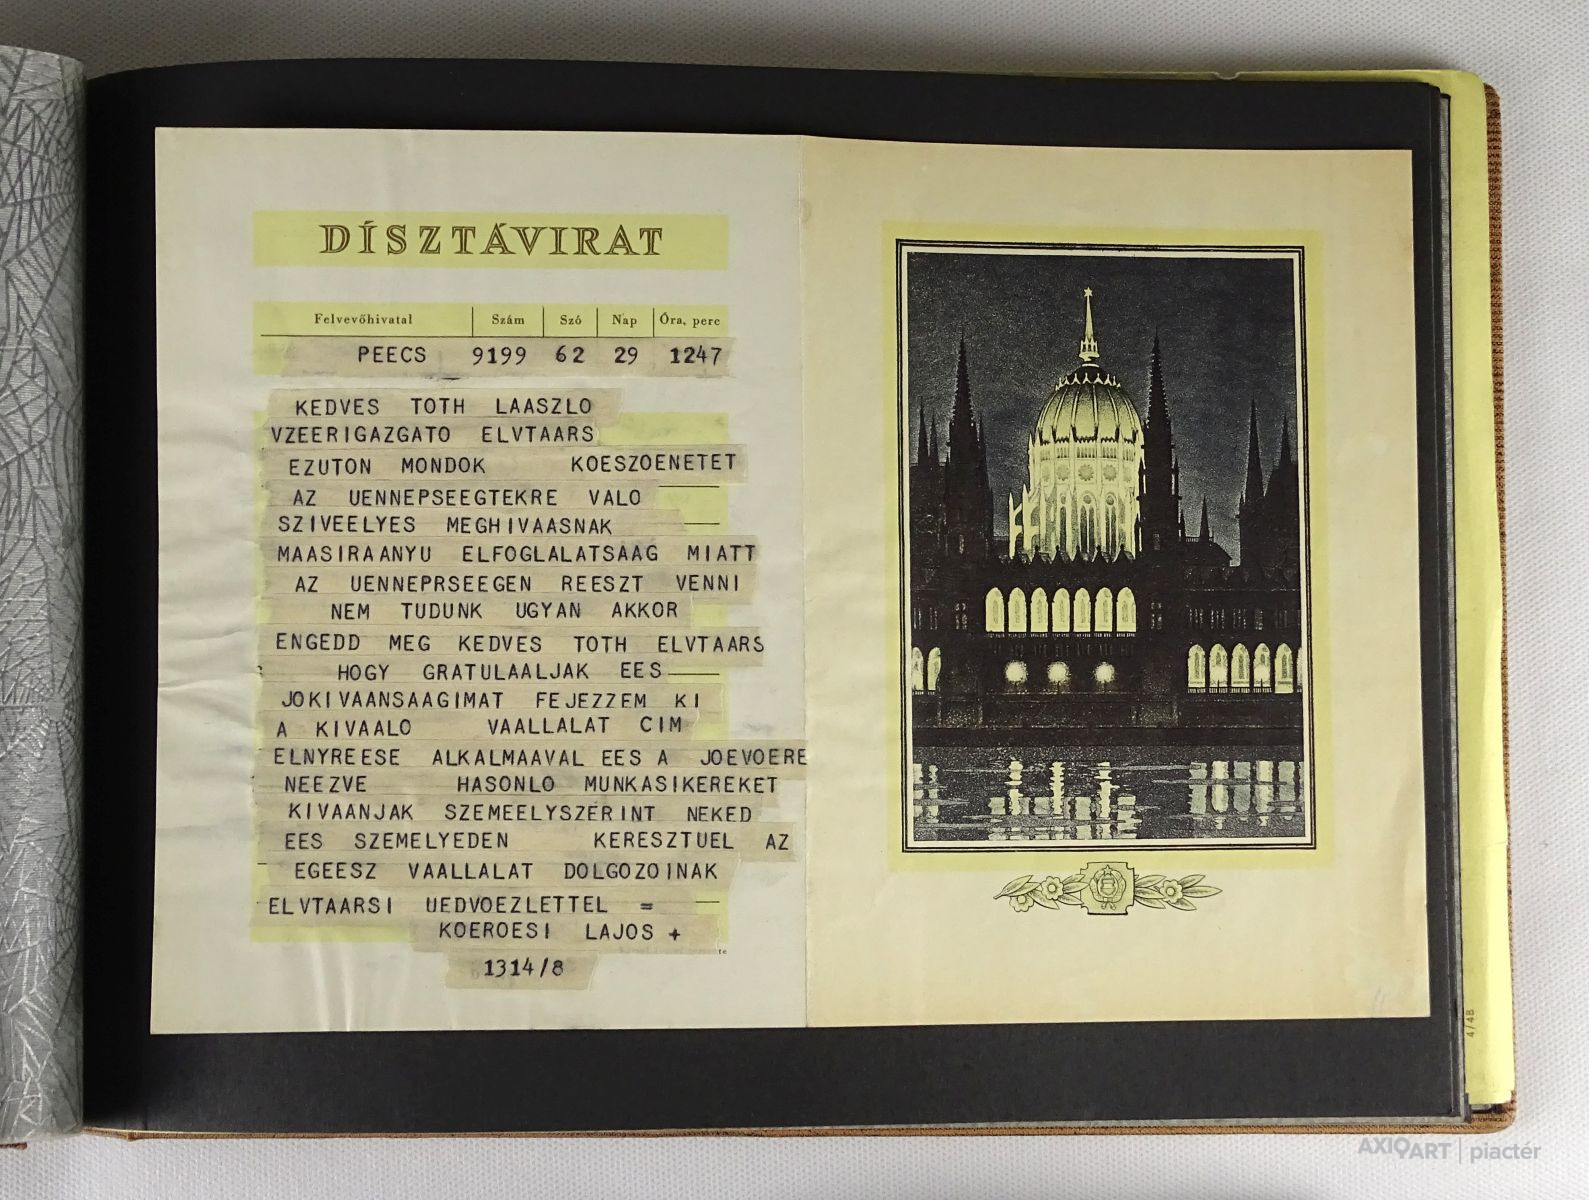 DÍSZTÁVIRAT
Felvevőhivatal Szám Szó Nap Óra, perc
PEECS 9199 62 29 1247
KEDVES TOTH LAASZLO
VZEERIGAZGATO ELVTAARS
EZUTON MONDOK KOESZOENETET
AZ UENNEPSEEGTEKRE VALO
SZIVEELYES MEGHIVAASNAK
MAASIRAANYU ELFOGLALATSAAG MIATT
AZ UENNEPRSEEGEN REESZT VENNI
NEM TUDUNK UGYAN AKKOR
ENGEDD MEG KEDVES TOTH ELVTAARS
HOGY GRATULAALJAK EES
JOKIVAANSAAGIMAT FEJEZZEM KI
A KIVAALO VAALLALAT CIM
ELNYREESE ALKALMAAVAL EES A JOEVOERE
NEEZVE HASONLO MUNKASIKEREKET
KIVAANJAK SZEMEELYSZERINT NEKED
EES SZEMELYEDEN KERESZTUEL AZ
EGEESZ VAALLALAT DOLGOZOINAK
ELVTAARSI UEDVOEZLETTEL =
KOEROESI LAJOS +
1314/8
4/48
AXIOART | piactér